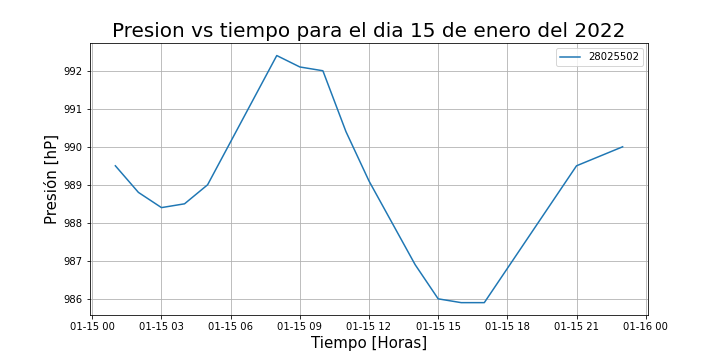 Presion vs tiempo para el dia 15 de enero del 2022
28025502
Presión [hP]
992
991
990
989
988
987
986
01-15 00 01-15 03 01-15 06 01-15 09 01-15 12 01-15 15 01-15 18 01-15 21 01-16 00
Tiempo [Horas]